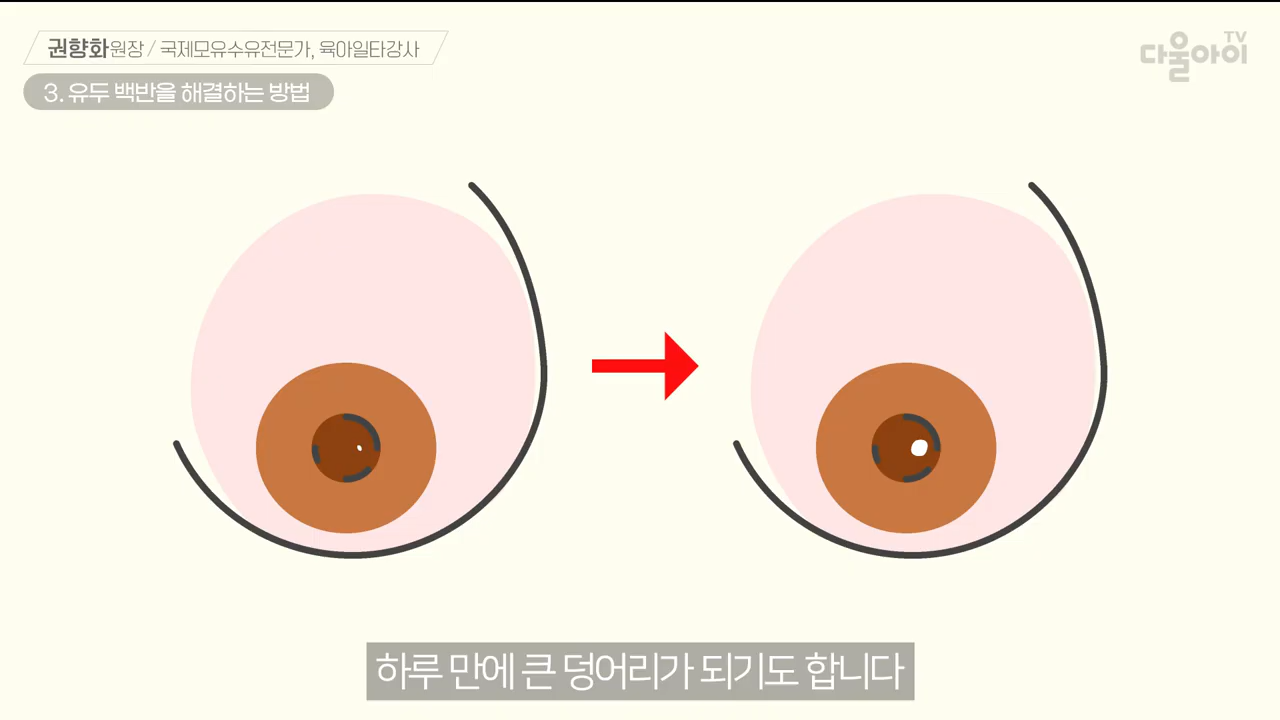 권향화원장 / 국제모유수유전문가, 육아일타강사
다울아이 TV
3. 유두 백반을 해결하는 방법
하루 만에 큰 덩어리가 되기도 합니다